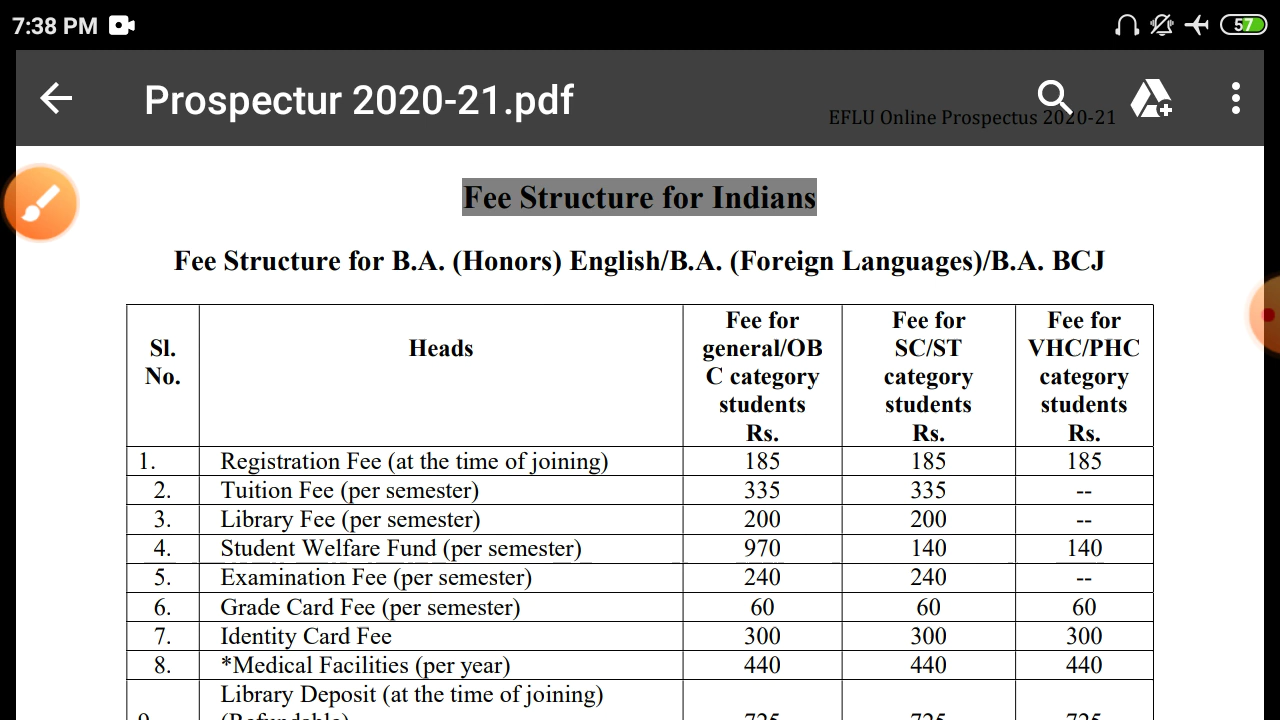 7:38 PM
57
Prospectur 2020-21.pdf
EFLU Online Prospectus 2020-21
Fee Structure for Indians
Fee Structure for B.A. (Honors) English/B.A. (Foreign Languages)/B.A. BCJ
Sl. No. Heads Fee for general/OB C category students Rs. Fee for SC/ST category students Rs. Fee for VHC/PHC category students Rs.
1. Registration Fee (at the time of joining) 185 185 185
2. Tuition Fee (per semester) 335 335 --
3. Library Fee (per semester) 200 200 --
4. Student Welfare Fund (per semester) 970 140 140
5. Examination Fee (per semester) 240 240 --
6. Grade Card Fee (per semester) 60 60 60
7. Identity Card Fee 300 300 300
8. *Medical Facilities (per year) 440 440 440
Library Deposit (at the time of joining)
9. (Refundable) 725 725 725